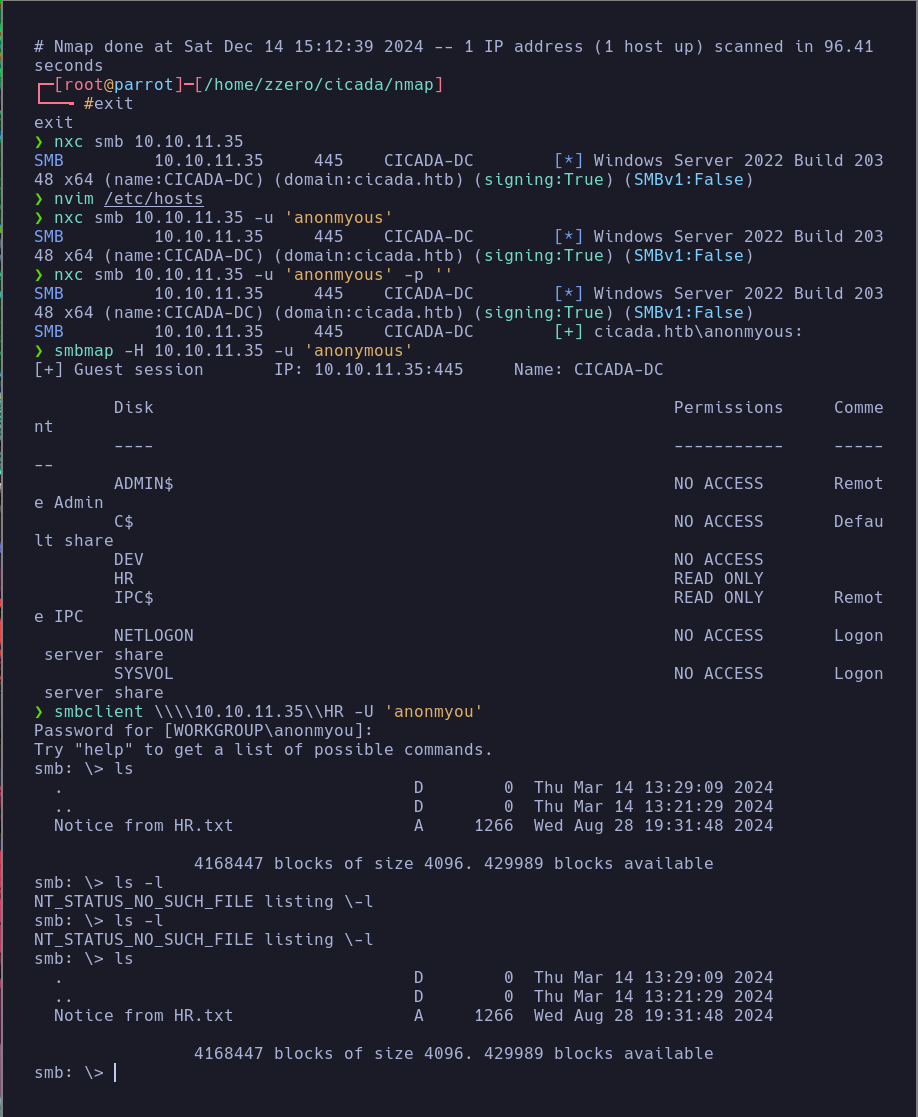 # Nmap done at Sat Dec 14 15:12:39 2024 -- 1 IP address (1 host up) scanned in 96.41
seconds
┌─[root@parrot]─[/home/zzero/cicada/nmap]
└──╼ #exit
exit
❯ nxc smb 10.10.11.35
SMB         10.10.11.35     445    CICADA-DC        [*] Windows Server 2022 Build 203
48 x64 (name:CICADA-DC) (domain:cicada.htb) (signing:True) (SMBv1:False)
❯ nvim /etc/hosts
❯ nxc smb 10.10.11.35 -u 'anonmyous'
SMB         10.10.11.35     445    CICADA-DC        [*] Windows Server 2022 Build 203
48 x64 (name:CICADA-DC) (domain:cicada.htb) (signing:True) (SMBv1:False)
❯ nxc smb 10.10.11.35 -u 'anonmyous' -p ''
SMB         10.10.11.35     445    CICADA-DC        [*] Windows Server 2022 Build 203
48 x64 (name:CICADA-DC) (domain:cicada.htb) (signing:True) (SMBv1:False)
SMB         10.10.11.35     445    CICADA-DC        [+] cicada.htb\anonmyous:
❯ smbmap -H 10.10.11.35 -u 'anonymous'
[+] Guest session       IP: 10.10.11.35:445     Name: CICADA-DC
        Disk                                                    Permissions     Comme
nt
        ----                                                    -----------     -----
--
        ADMIN$                                                  NO ACCESS       Remot
e Admin
        C$                                                      NO ACCESS       Defau
lt share
        DEV                                                     NO ACCESS
        HR                                                      READ ONLY
        IPC$                                                    READ ONLY       Remot
e IPC
        NETLOGON                                                NO ACCESS       Logon
 server share
        SYSVOL                                                  NO ACCESS       Logon
 server share
❯ smbclient \\\\10.10.11.35\\HR -U 'anonmyou'
Password for [WORKGROUP\anonmyou]:
Try "help" to get a list of possible commands.
smb: \> ls
  .                                   D        0  Thu Mar 14 13:29:09 2024
  ..                                  D        0  Thu Mar 14 13:21:29 2024
  Notice from HR.txt                  A     1266  Wed Aug 28 19:31:48 2024
                4168447 blocks of size 4096. 429989 blocks available
smb: \> ls -l
NT_STATUS_NO_SUCH_FILE listing \-l
smb: \> ls -l
NT_STATUS_NO_SUCH_FILE listing \-l
smb: \> ls
  .                                   D        0  Thu Mar 14 13:29:09 2024
  ..                                  D        0  Thu Mar 14 13:21:29 2024
  Notice from HR.txt                  A     1266  Wed Aug 28 19:31:48 2024
                4168447 blocks of size 4096. 429989 blocks available
smb: \>